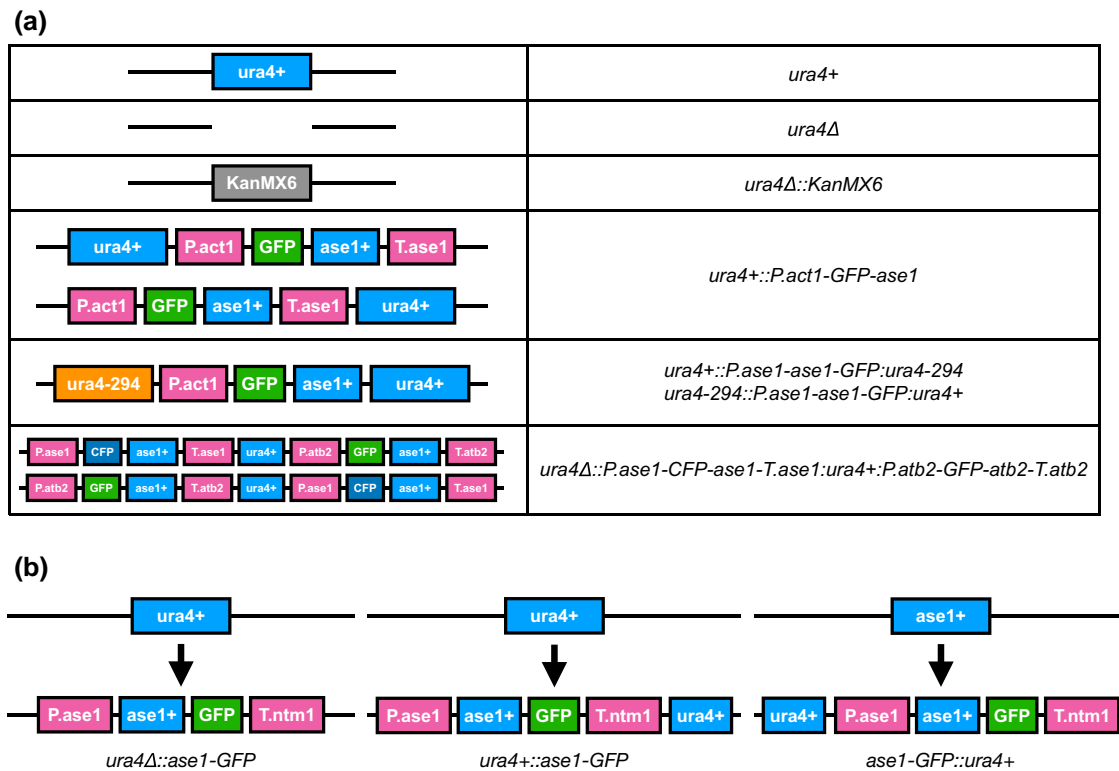 (a)
ura4+
ura4+
ura4Δ
KanMX6
ura4Δ::KanMX6
ura4+ P.act1 GFP ase1+ T.ase1
P.act1 GFP ase1+ T.ase1 ura4+
ura4+::P.act1-GFP-ase1
ura4-294 P.act1 GFP ase1+ ura4+
ura4+::P.ase1-ase1-GFP:ura4-294
ura4-294::P.ase1-ase1-GFP:ura4+
P.ase1 CFP ase1+ T.ase1 ura4+ P.atb2 GFP ase1+ T.atb2
P.atb2 GFP ase1+ T.atb2 ura4+ P.ase1 CFP ase1+ T.ase1
ura4Δ::P.ase1-CFP-ase1-T.ase1:ura4+:P.atb2-GFP-atb2-T.atb2
(b)
ura4+
P.ase1 ase1+ GFP T.ntm1
ura4Δ::ase1-GFP
ura4+
P.ase1 ase1+ GFP T.ntm1 ura4+
ura4+::ase1-GFP
ase1+
ura4+ P.ase1 ase1+ GFP T.ntm1
ase1-GFP::ura4+